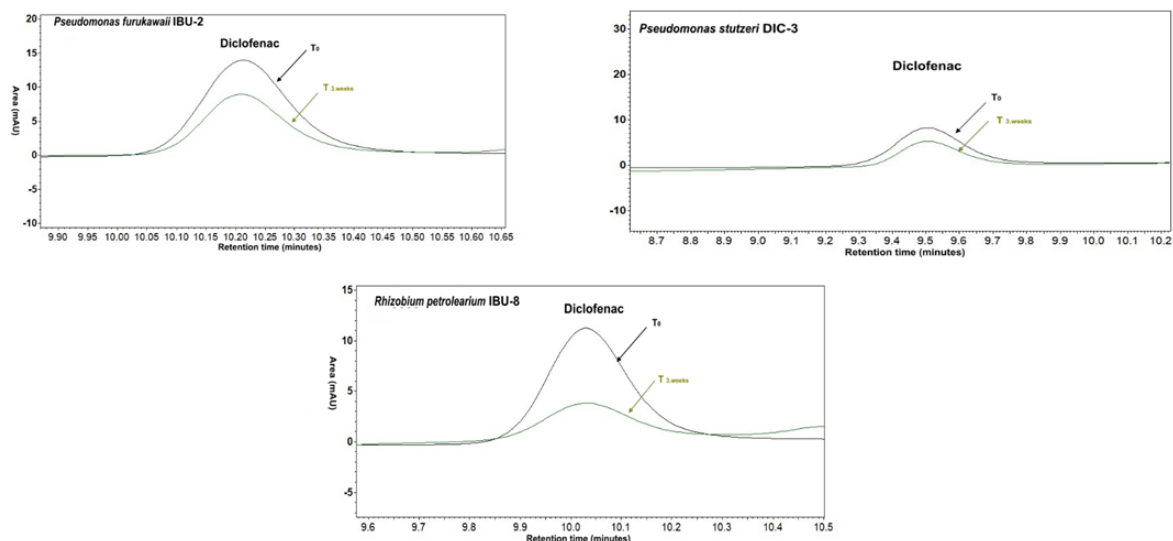 Pseudomonas furukawaii IBU-2
Diclofenac
T0
T 3.weeks
Area (mAU)
20
15
10
5
0
-5
-10
9.90 9.95 10.00 10.05 10.10 10.15 10.20 10.25 10.30 10.35 10.40 10.45 10.50 10.55 10.60 10.65
Retention time (minutes)
Pseudomonas stutzeri DIC-3
Diclofenac
T0
T 3.weeks
Area (mAU)
30
20
10
0
-10
8.7 8.8 9.0 9.1 9.2 9.3 9.4 9.5 9.6 9.7 9.8 9.9 10.0 10.1 10.2
Retention time (minutes)
Rhizobium petrolearium IBU-8
Diclofenac
T0
T 3.weeks
Area (mAU)
15
10
5
0
-5
9.6 9.7 9.8 9.9 10.0 10.1 10.2 10.3 10.4 10.5
Retention time (minutes)